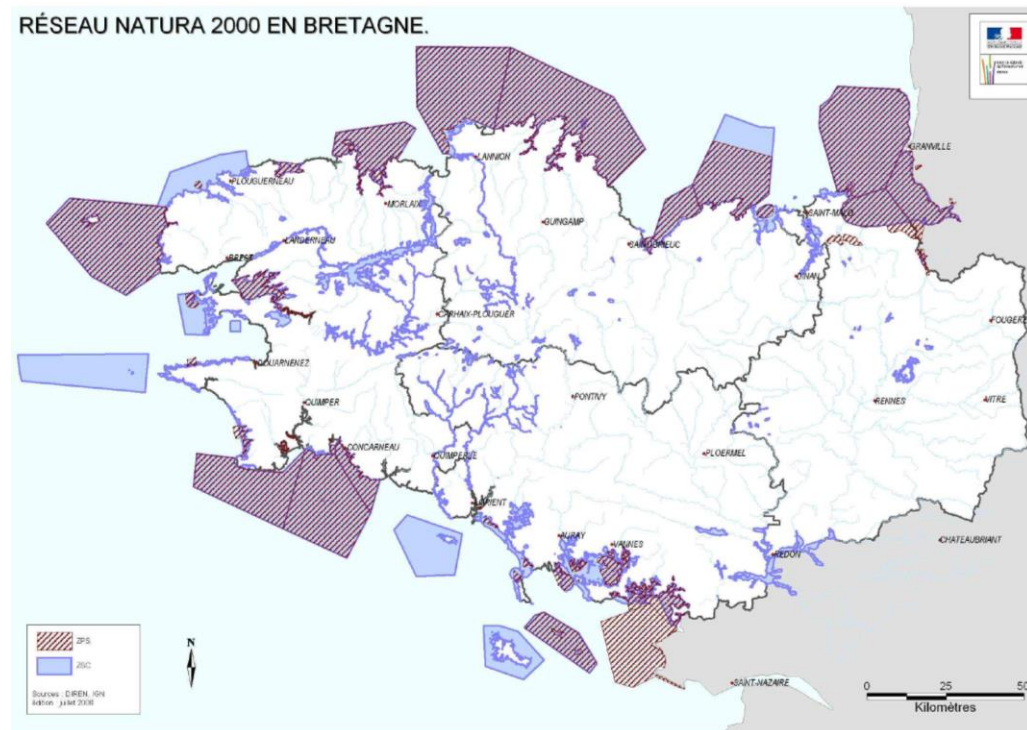 RÉSEAU NATURA 2000 EN BRETAGNE.
GRANVILLE
LANNION
PLOUGUERNEAU
MORLAIX
GUINGAMP
SAINT-MALO
SAINT-BRIEUC
LANDERNEAU
BREST
DINAN
CARHAIX-PLOUGUER
FOUGERE
DOUARNENEZ
PONTIVY
RENNES
VITRE
QUIMPER
CONCARNEAU
QUIMPERLE
PLOERMEL
LORIENT
AURAY
VANNES
REDON
CHATEAUBRIANT
SAINT-NAZAIRE
ZPS
ZSC
Sources : DIREN, IGN
édition : juillet 2008
N
0 25 50
Kilomètres